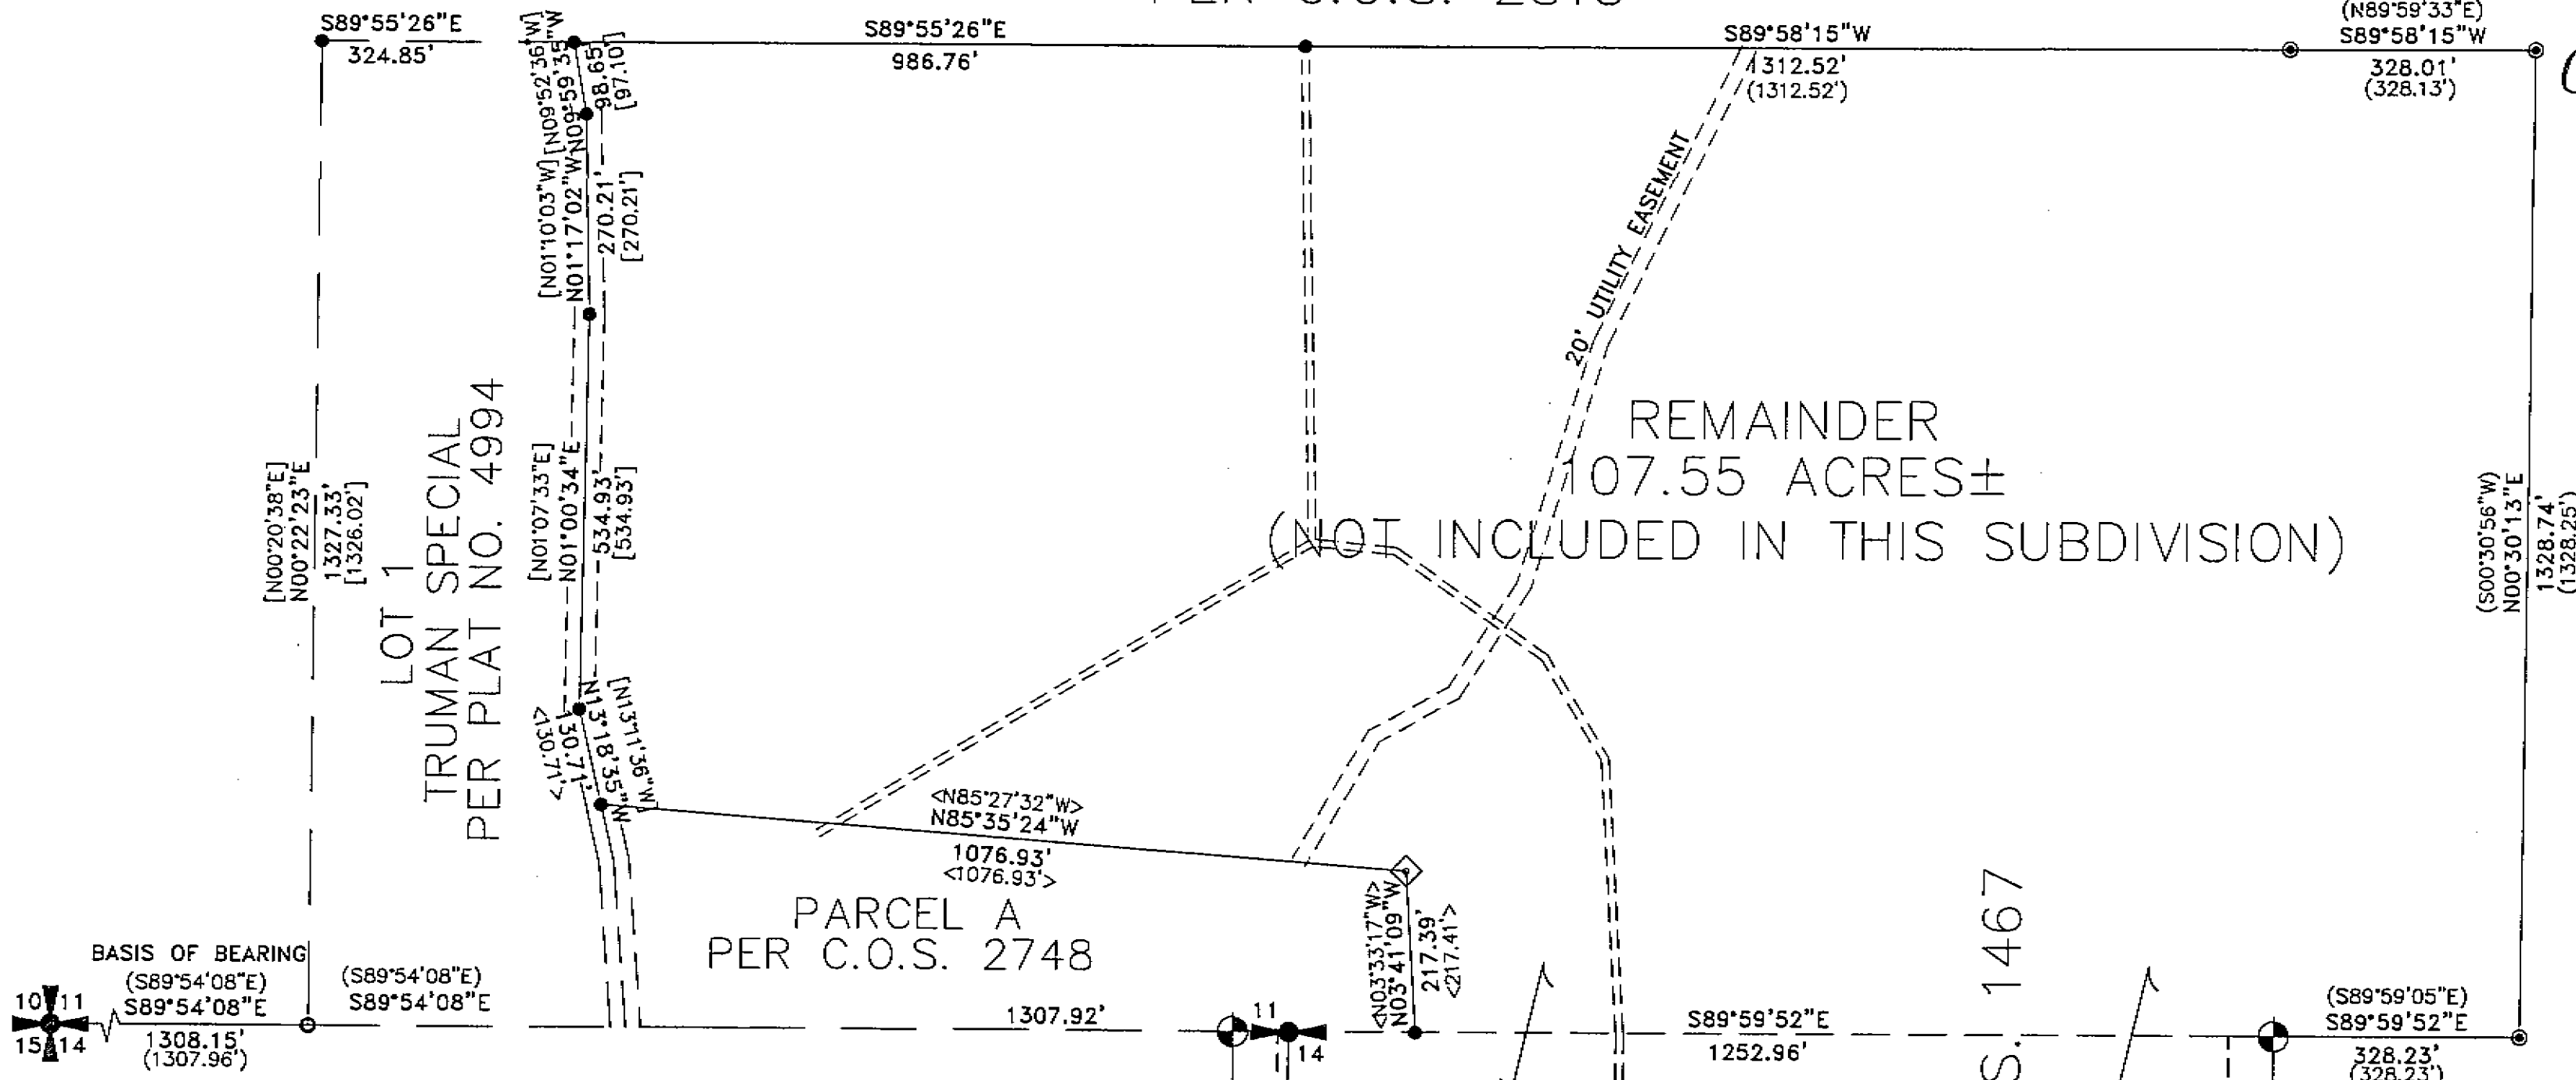 S89°55'26"E
324.85'
S89°55'26"E
986.76'
S89°58'15"W
1312.52'
(1312.52')
(N89°59'33"E)
S89°58'15"W
328.01'
(328.13')
[N09°52'36"W]
N09°59'35"W
98.65'
[97.10']
[N01°10'03"W]
N01°17'02"W
270.21'
[270.21']
20' UTILITY EASEMENT
REMAINDER
107.55 ACRES±
(NOT INCLUDED IN THIS SUBDIVISION)
[N00°20'38"E]
N00°22'23"E
1327.33'
[1326.02']
LOT 1
TRUMAN SPECIAL
PER PLAT NO. 4994
[N01°07'33"E]
N01°00'34"E
534.93'
[534.93']
(S00°30'56"W)
N00°30'13"E
1328.74'
(1328.25')
[N13°11'36"W]
N13°18'35"W
130.71'
<130.71'>
<N85°27'32"W>
N85°35'24"W
1076.93'
<1076.93'>
PARCEL A
PER C.O.S. 2748
<N03°33'17"W>
N03°41'09"W
217.39'
<217.41'>
S. 1467
BASIS OF BEARING
(S89°54'08"E)
S89°54'08"E
1308.15'
(1307.96')
(S89°54'08"E)
S89°54'08"E
1307.92'
10 11
15 14
11
14
S89°59'52"E
1252.96'
(S89°59'05"E)
S89°59'52"E
328.23'
(328.23')